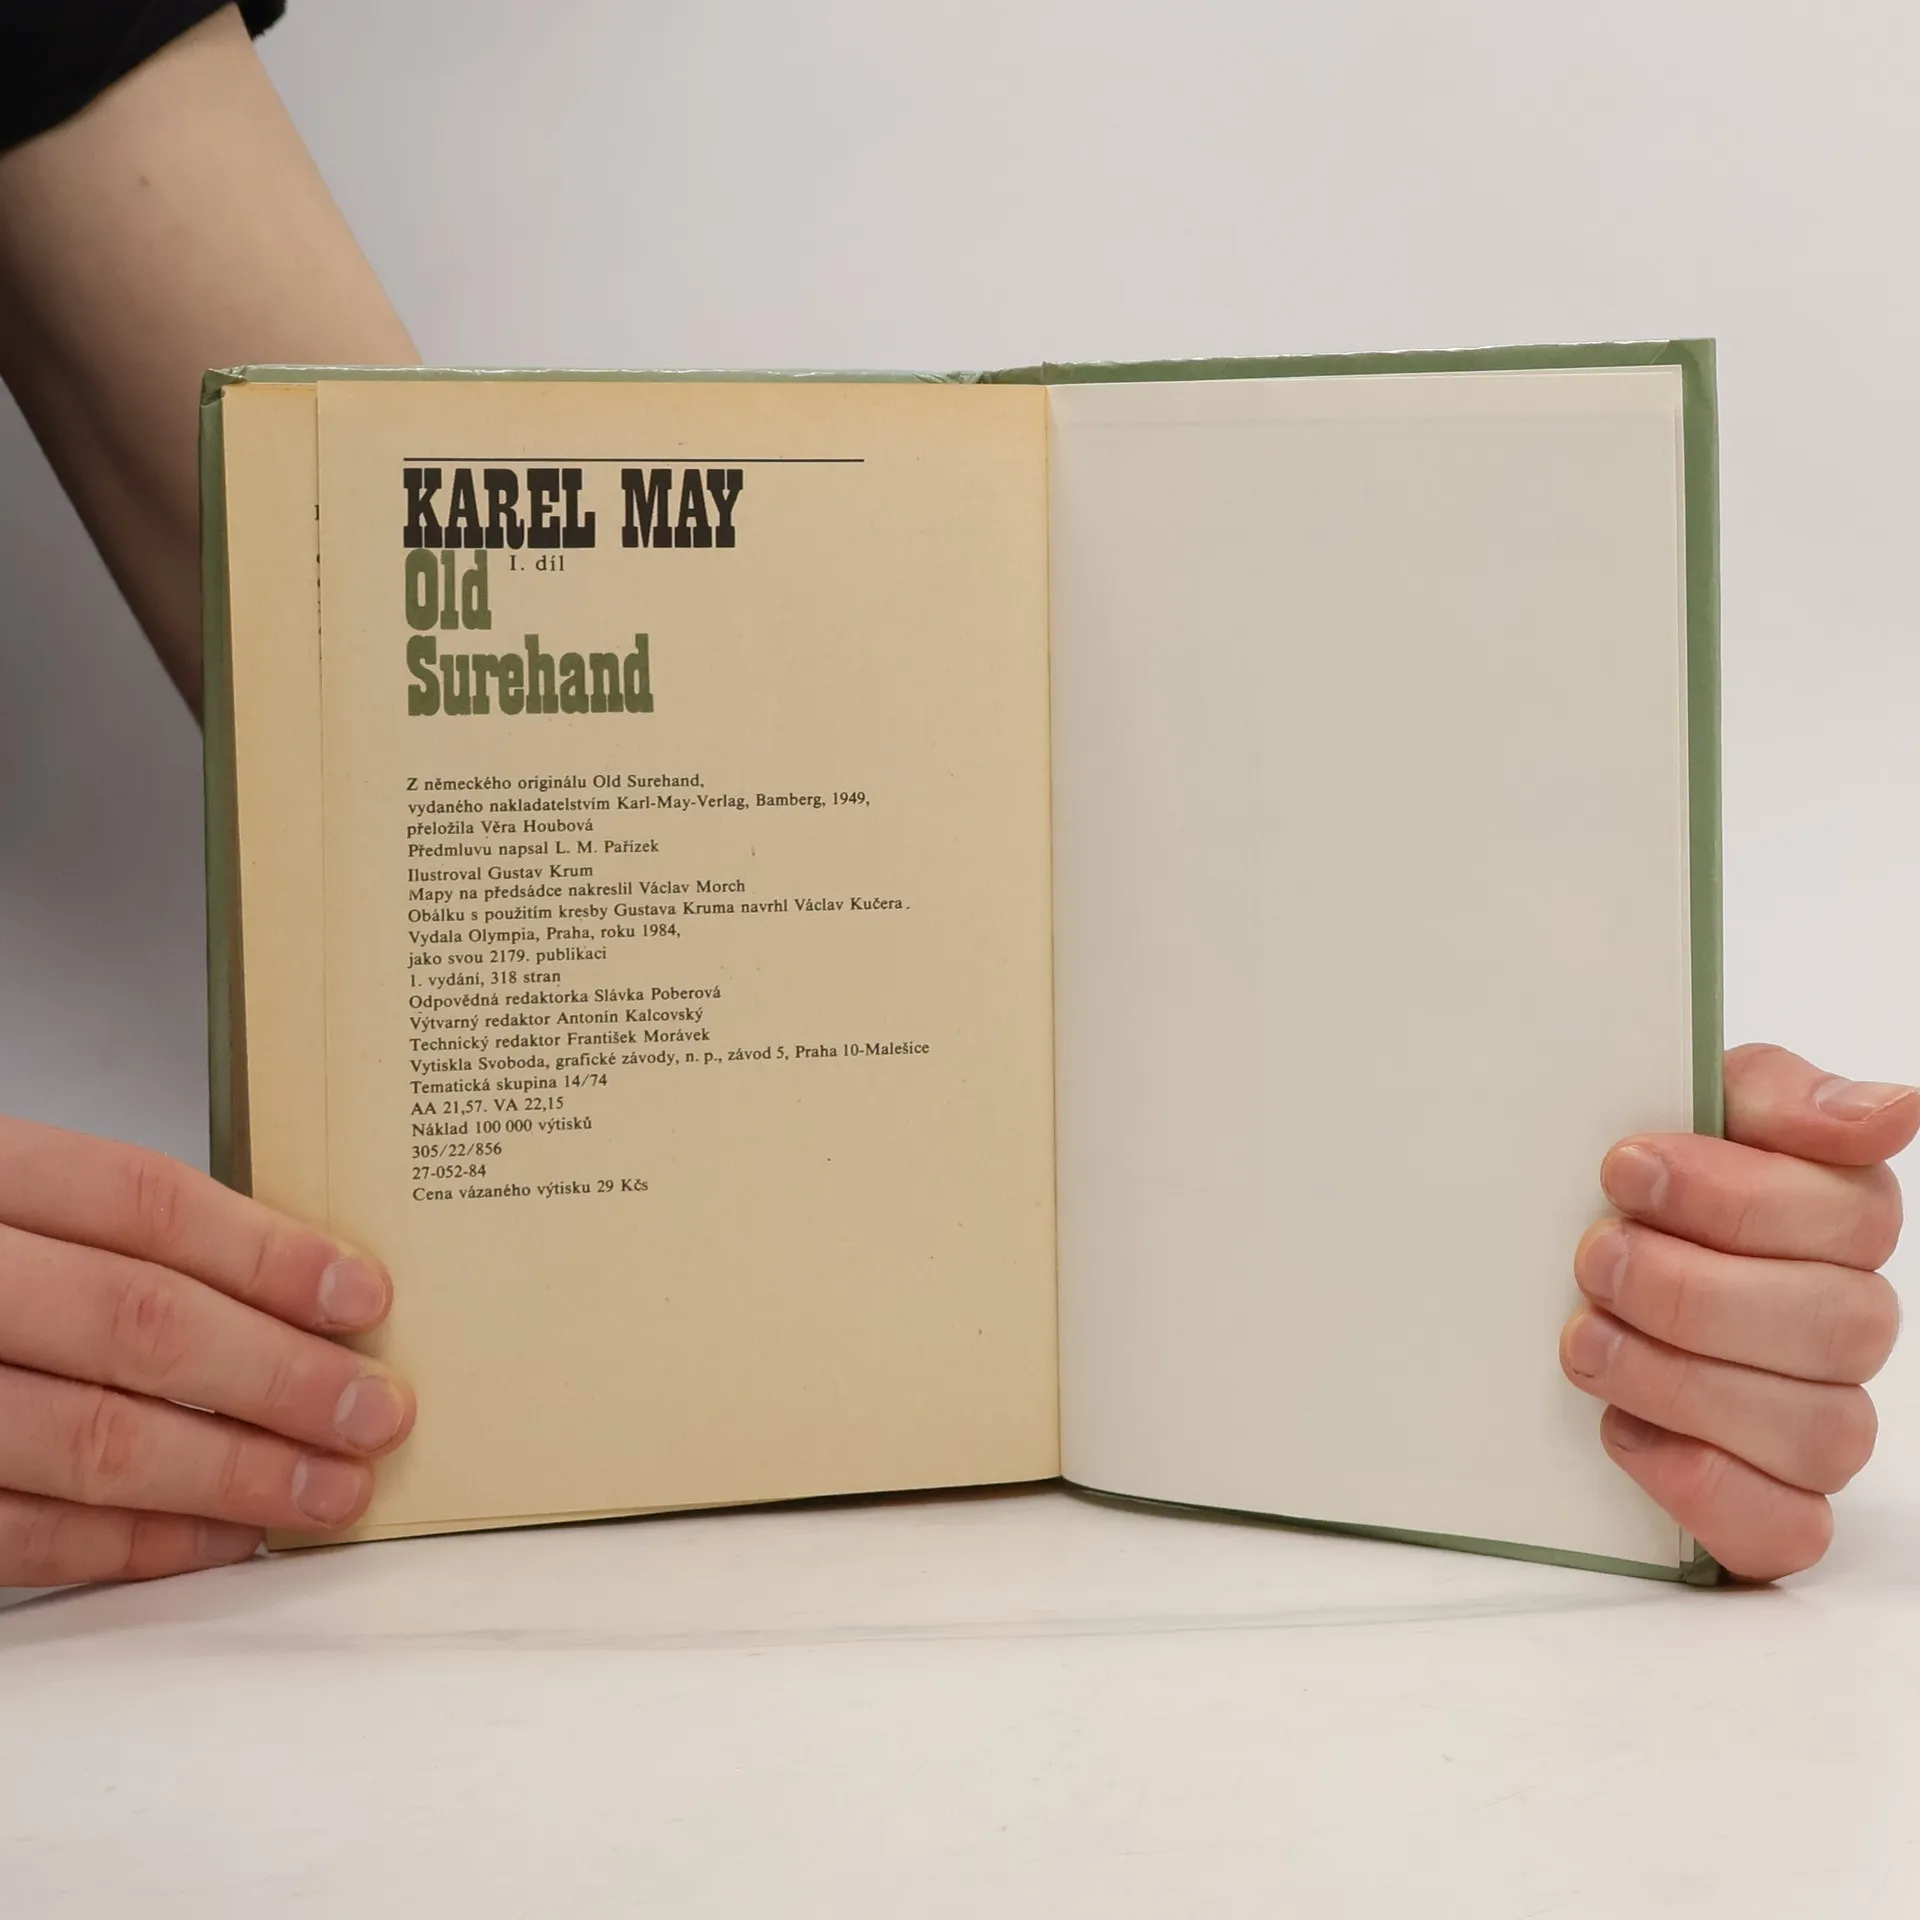 KAREL MAY
I. díl
Old
Surehand
Z německého originálu Old Surehand,
vydaného nakladatelstvím Karl-May-Verlag, Bamberg, 1949,
přeložila Věra Houbová
Předmluvu napsal L. M. Pařízek
Ilustroval Gustav Krum
Mapy na předsádce nakreslil Václav Morch
Obálku s použitím kresby Gustava Kruma navrhl Václav Kučera.
Vydala Olympia, Praha, roku 1984,
jako svou 2179. publikaci
1. vydání, 318 stran
Odpovědná redaktorka Slávka Poberová
Výtvarný redaktor Antonín Kalcovský
Technický redaktor František Morávek
Vytiskla Svoboda, grafické závody, n. p., závod 5, Praha 10-Malešice
Tematická skupina 14/74
AA 21,57. VA 22,15
Náklad 100 000 výtisků
305/22/856
27-052-84
Cena vázaného výtisku 29 Kčs